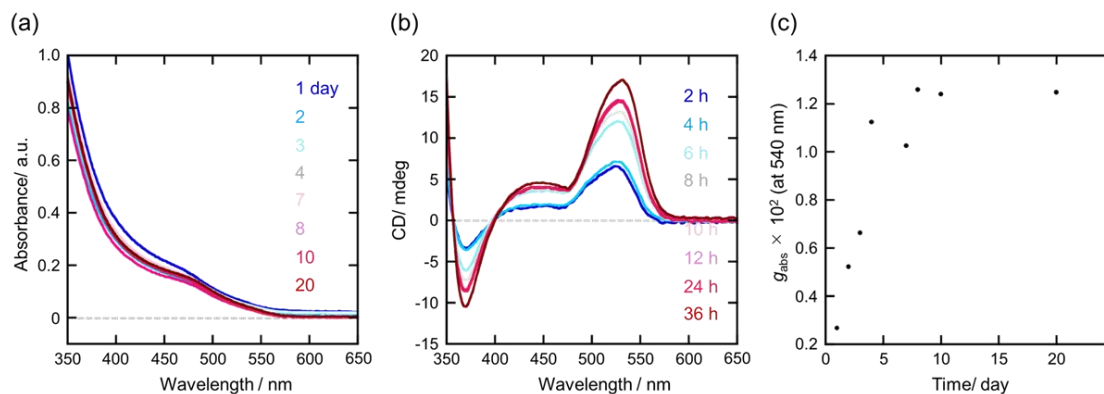 (a)
Absorbance/ a.u.
1.0
0.8
0.6
0.4
0.2
0
1 day
2
3
4
7
8
10
20
350 400 450 500 550 600 650
Wavelength / nm
(b)
CD/ mdeg
20
15
10
5
0
-5
-10
-15
2 h
4 h
6 h
8 h
10 h
12 h
24 h
36 h
350 400 450 500 550 600 650
Wavelength / nm
(c)
gabs × 10² (at 540 nm)
1.4
1.2
1.0
0.8
0.6
0.4
0.2
0 5 10 15 20
Time/ day